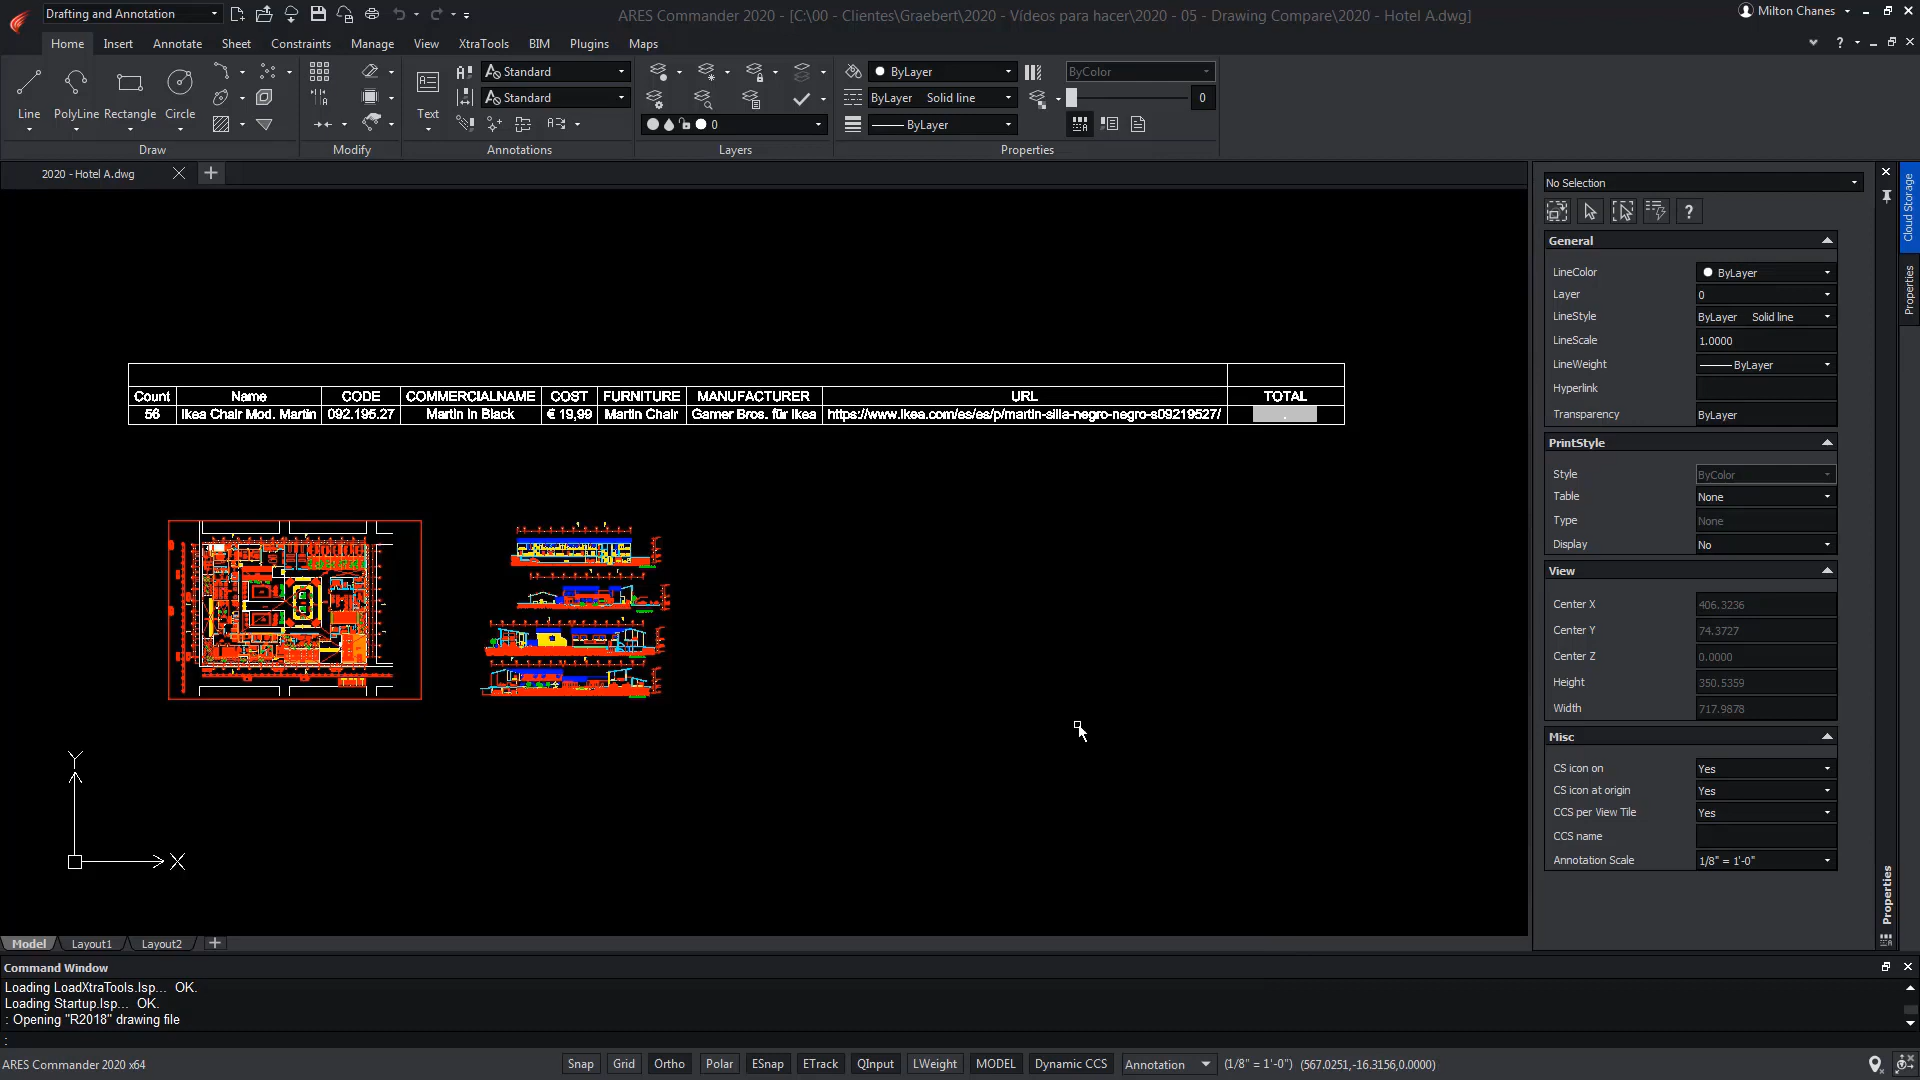 Drafting and Annotation
ARES Commander 2020 - [C:\00 - Clientes\Graebert\2020 - Vídeos para hacer\2020 - 05 - Drawing Compare\2020 - Hotel A.dwg]
Milton Chanes
Home Insert Annotate Sheet Constraints Manage View XtraTools BIM Plugins Maps
Line PolyLine Rectangle Circle
Text
Standard
Standard
0
ByLayer
ByLayer Solid line
ByLayer
ByColor
0
Draw Modify Annotations Layers Properties
2020 - Hotel A.dwg
Count Name CODE COMMERCIALNAME COST FURNITURE MANUFACTURER URL TOTAL
56 Ikea Chair Mod. Martin 092.195.27 Martin in Black € 19,99 Martin Chair Gamer Bros. für Ikea https://www.ikea.com/es/es/p/martin-silla-negro-negro-s09219527/ .
Y
X
No Selection
General
LineColor ByLayer
Layer 0
LineStyle ByLayer Solid line
LineScale 1.0000
LineWeight ByLayer
Hyperlink
Transparency ByLayer
PrintStyle
Style ByColor
Table None
Type None
Display No
View
Center X 406.3236
Center Y 74.3727
Center Z 0.0000
Height 350.5359
Width 717.9878
Misc
CS icon on Yes
CS icon at origin Yes
CCS per View Tile Yes
CCS name
Annotation Scale 1/8" = 1'-0"
Cloud Storage
Properties
Properties
Model Layout1 Layout2
Command Window
Loading LoadXtraTools.lsp... OK.
Loading Startup.lsp... OK.
: Opening "R2018" drawing file
:
ARES Commander 2020 x64
Snap Grid Ortho Polar ESnap ETrack QInput LWeight MODEL Dynamic CCS Annotation (1/8" = 1'-0") (567.0251,-16.3156,0.0000)